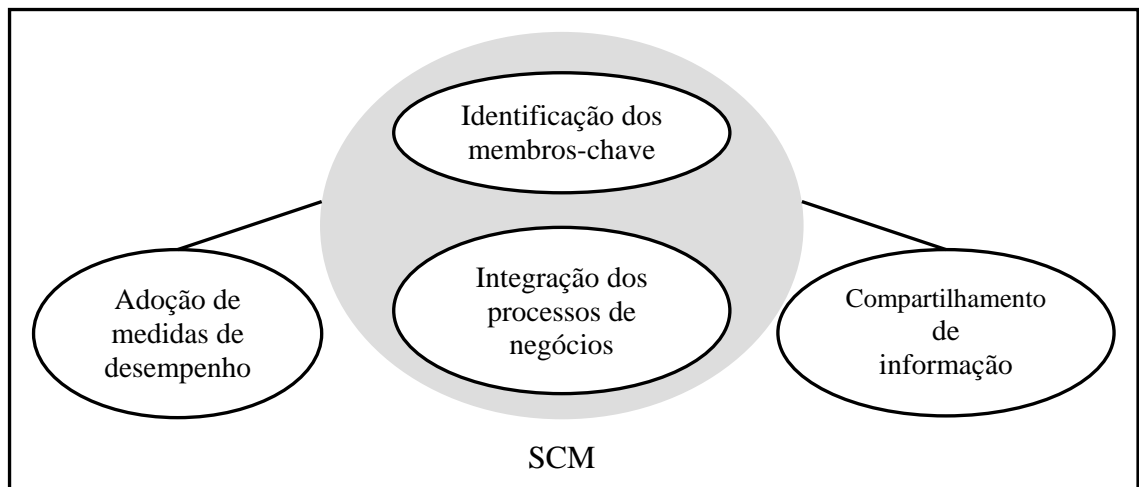 Identificação dos
membros-chave
Adoção de
medidas de
desempenho
Integração dos
processos de
negócios
Compartilhamento
de
informação
SCM